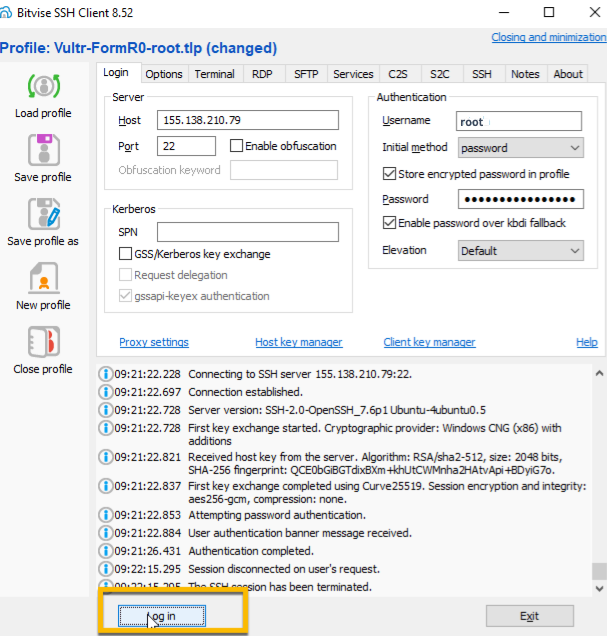 Bitvise SSH Client 8.52
Profile: Vultr-FormR0-root.tlp (changed)
Closing and minimization
Load profile
Save profile
Save profile as
New profile
Close profile
Login Options Terminal RDP SFTP Services C2S S2C SSH Notes About
Server
Host 155.138.210.79
Port 22 Enable obfuscation
Obfuscation keyword
Kerberos
SPN
GSS/Kerberos key exchange
Request delegation
gssapi-keyex authentication
Authentication
Username root
Initial method password
Store encrypted password in profile
Password ••••••••••••••••
Enable password over kbdi fallback
Elevation Default
Proxy settings Host key manager Client key manager Help
09:21:22.228 Connecting to SSH server 155.138.210.79:22.
09:21:22.697 Connection established.
09:21:22.728 Server version: SSH-2.0-OpenSSH_7.6p1 Ubuntu-4ubuntu0.5
09:21:22.728 First key exchange started. Cryptographic provider: Windows CNG (x86) with
additions
09:21:22.821 Received host key from the server. Algorithm: RSA/sha2-512, size: 2048 bits,
SHA-256 fingerprint: QCE0bGiBGTdixBXm+khUtCWMnha2HAtvApi+BDyiG7o.
09:21:22.837 First key exchange completed using Curve25519. Session encryption and integrity:
aes256-gcm, compression: none.
09:21:22.853 Attempting password authentication.
09:21:22.884 User authentication banner message received.
09:21:26.431 Authentication completed.
09:22:15.295 Session disconnected on user's request.
09:22:15.295 The SSH session has been terminated.
Log in Exit